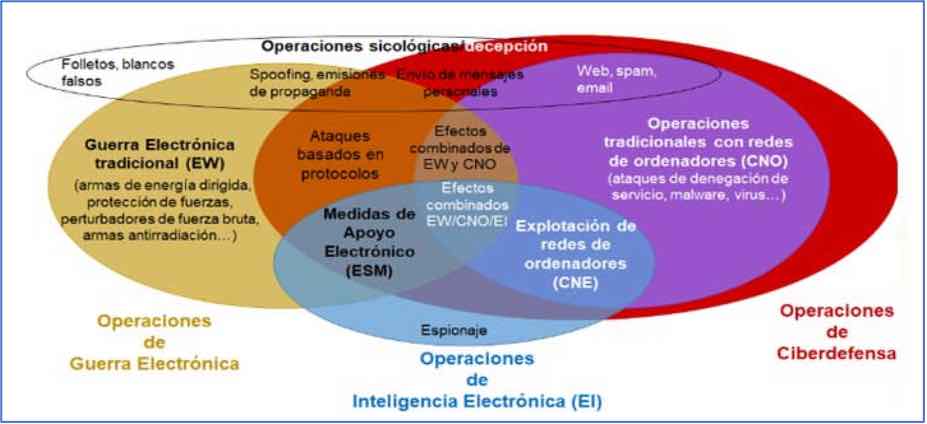 Operaciones sicológicas/decepción
Folletos, blancos
falsos
Spoofing, emisiones
de propaganda
Envío de mensajes
personales
Web, spam,
email
Guerra Electrónica
tradicional (EW)
(armas de energía dirigida,
protección de fuerzas,
perturbadores de fuerza bruta,
armas antirradiación…)
Ataques
basados en
protocolos
Efectos
combinados de
EW y CNO
Operaciones
tradicionales con redes
de ordenadores (CNO)
(ataques de denegación de
servicio, malware, virus…)
Efectos
combinados
EW/CNO/EI
Medidas de
Apoyo
Electrónico
(ESM)
Explotación de
redes de
ordenadores
(CNE)
Espionaje
Operaciones
de
Guerra Electrónica
Operaciones
de
Inteligencia Electrónica (EI)
Operaciones
de
Ciberdefensa